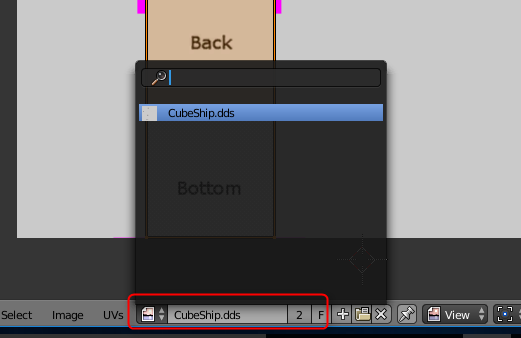 Back
CubeShip.dds
Bottom
Select Image UVs CubeShip.dds 2 F View